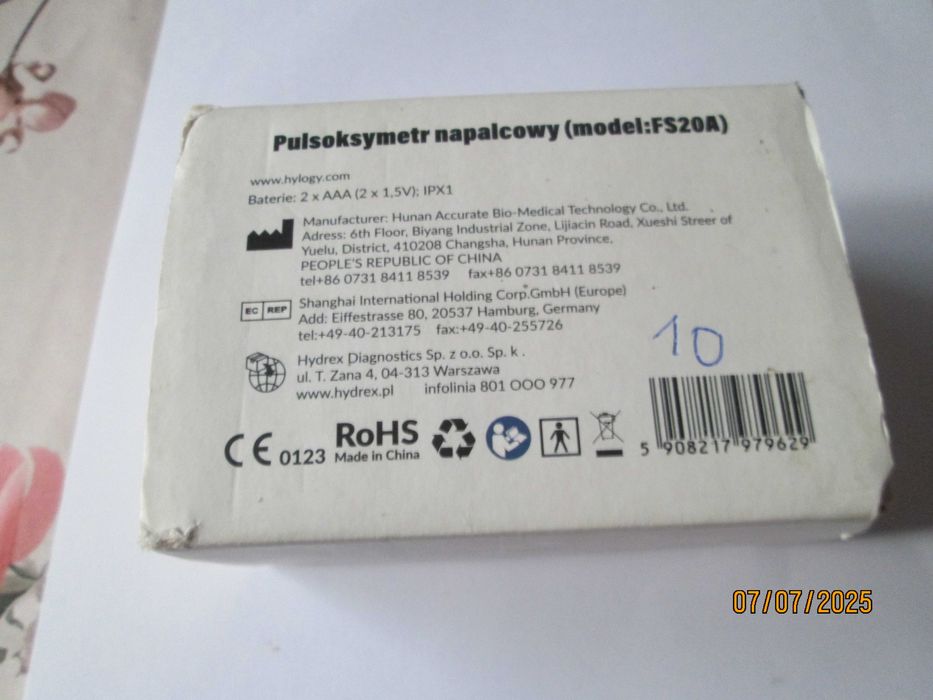 Pulsoksymetr napalcowy (model:FS20A)
www.hylogy.com
Baterie: 2 x AAA (2 x 1,5V); IPX1
Manufacturer: Hunan Accurate Bio-Medical Technology Co., Ltd.
Adress: 6th Floor, Biyang Industrial Zone, Lijiacin Road, Xueshi Streer of
Yuelu, District, 410208 Changsha, Hunan Province,
PEOPLE'S REPUBLIC OF CHINA
tel+86 0731 8411 8539 fax+86 0731 8411 8539
EC REP
Shanghai International Holding Corp.GmbH (Europe)
Add: Eiffestrasse 80, 20537 Hamburg, Germany
tel:+49-40-213175 fax:+49-40-255726
Hydrex Diagnostics Sp. z o.o. Sp. k .
ul. T. Zana 4, 04-313 Warszawa
www.hydrex.pl infolinia 801 000 977
10
CE 0123
RoHS
Made in China
5 908217 979629
07/07/2025